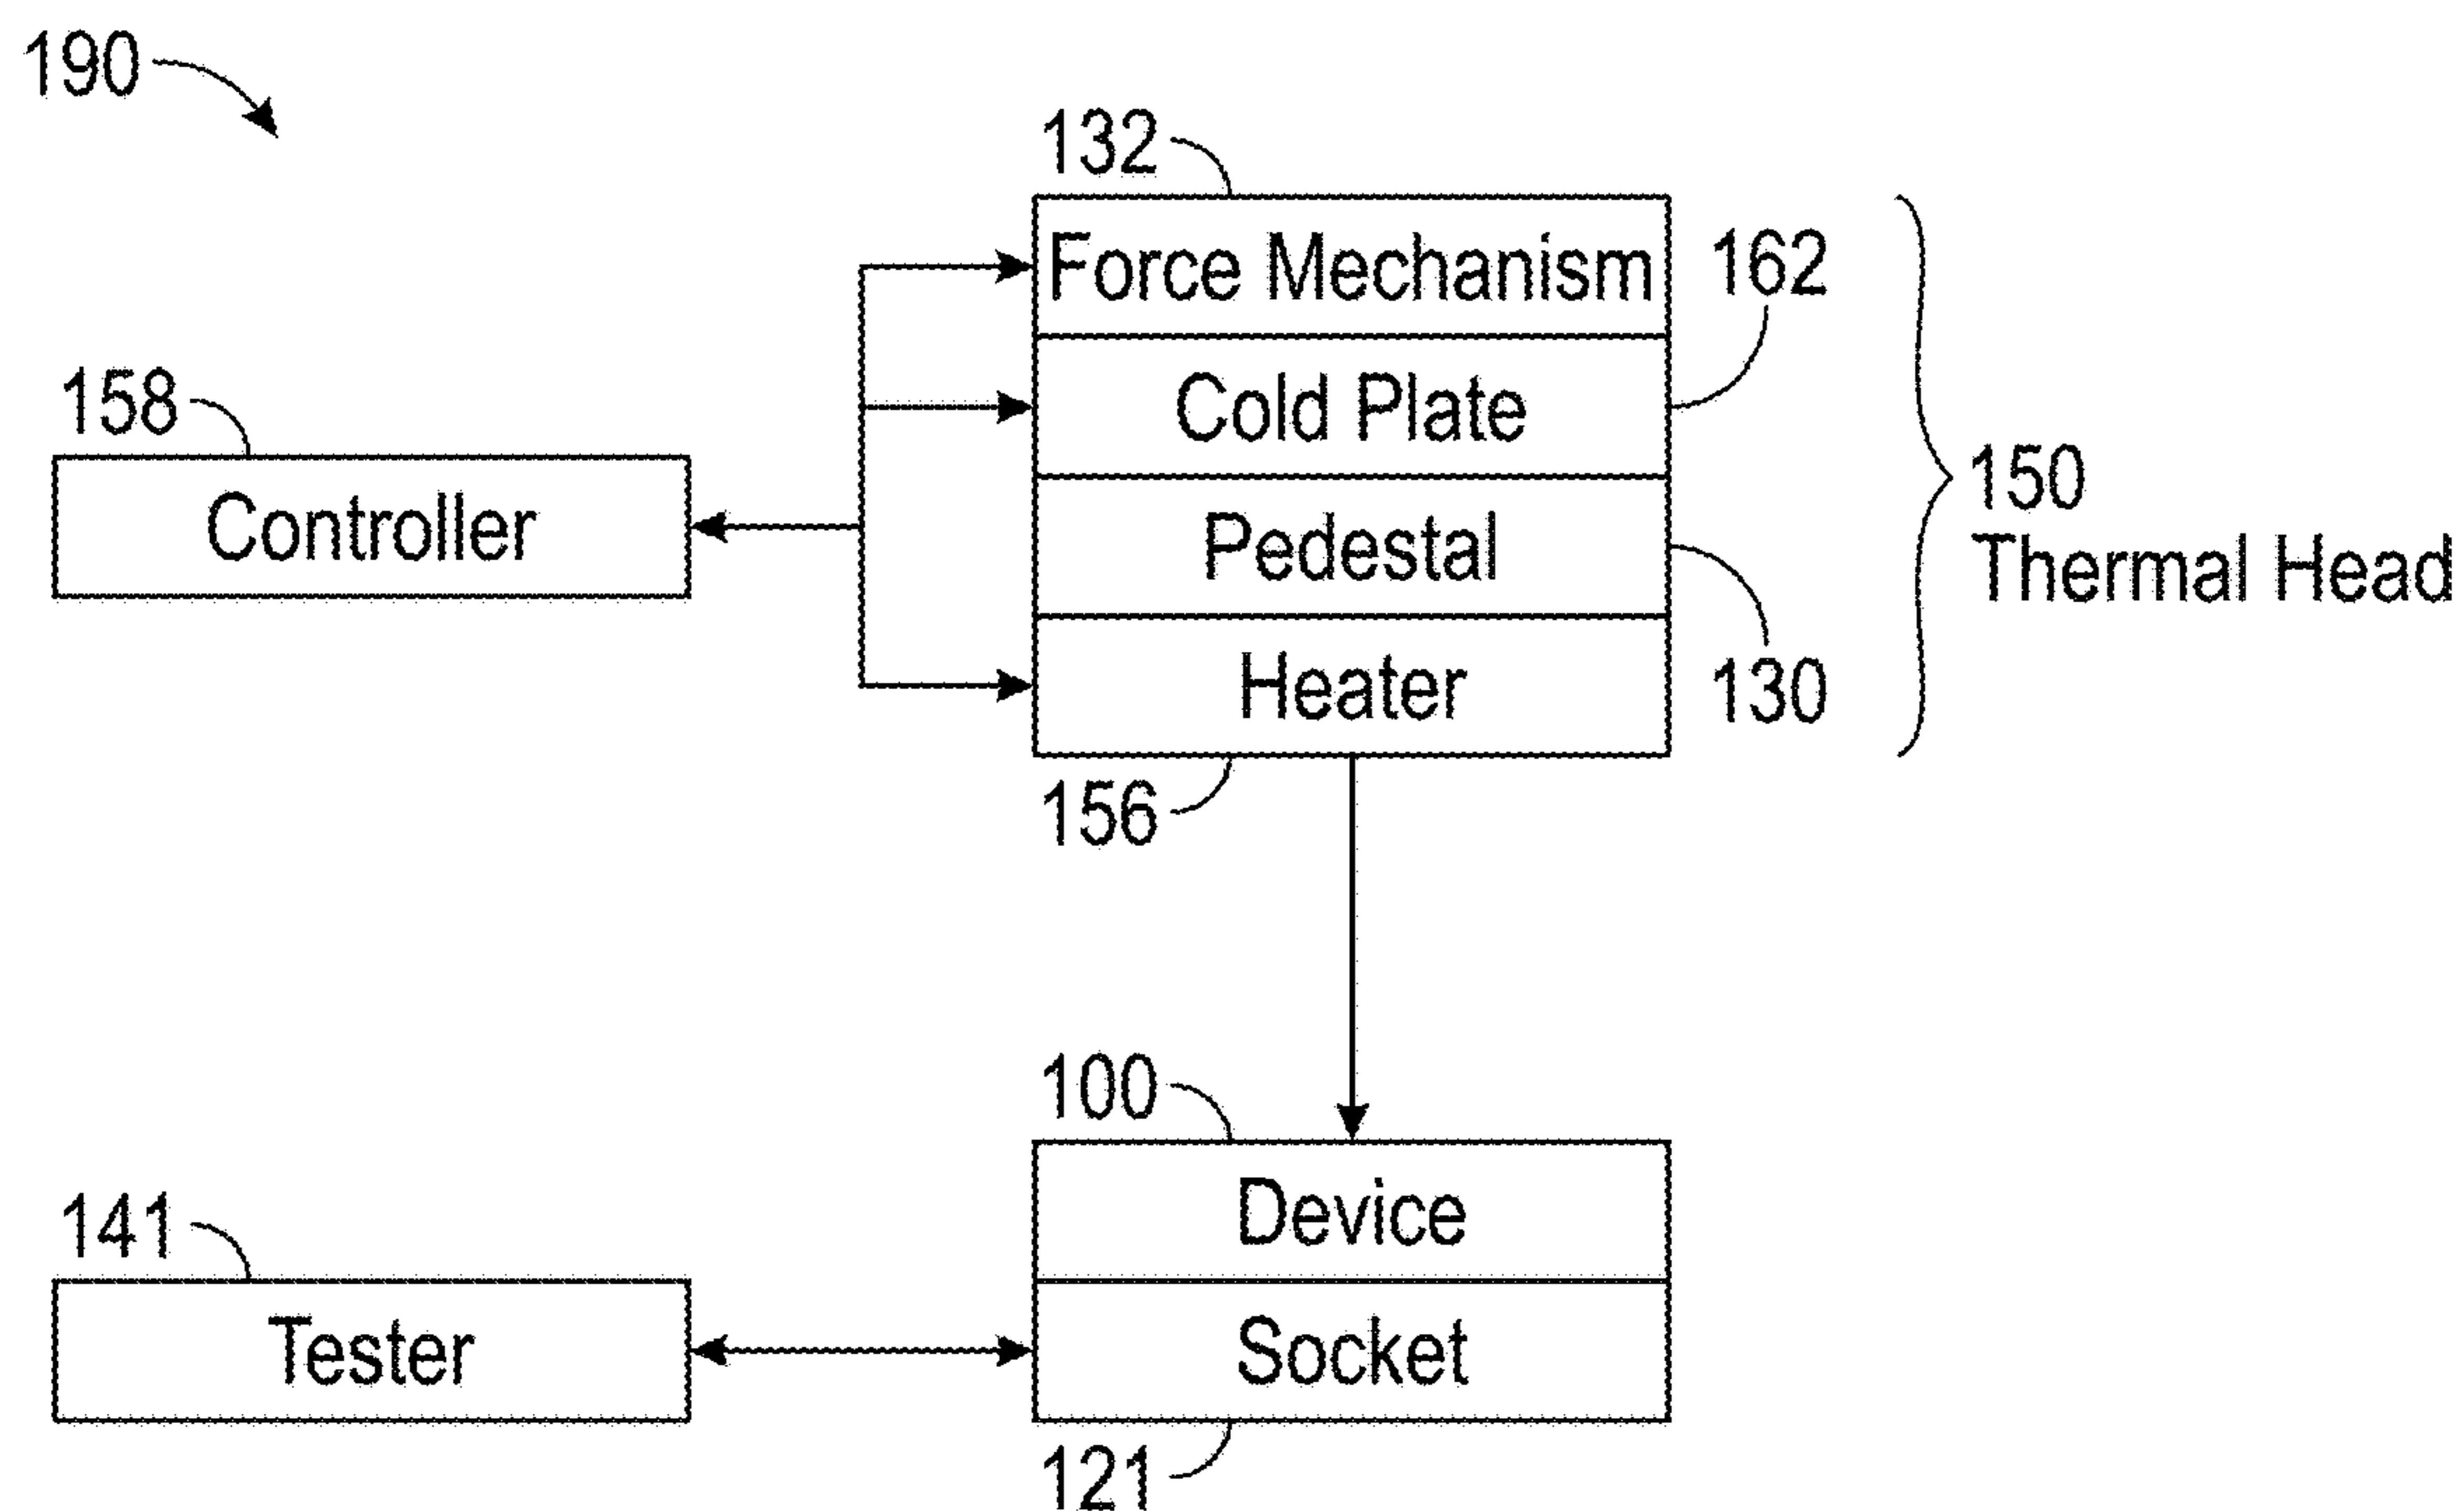 190
132
Force Mechanism
162
Cold Plate
158
Controller
150
Thermal Head
Pedestal
130
Heater
156
100
Device
141
Tester
Socket
121